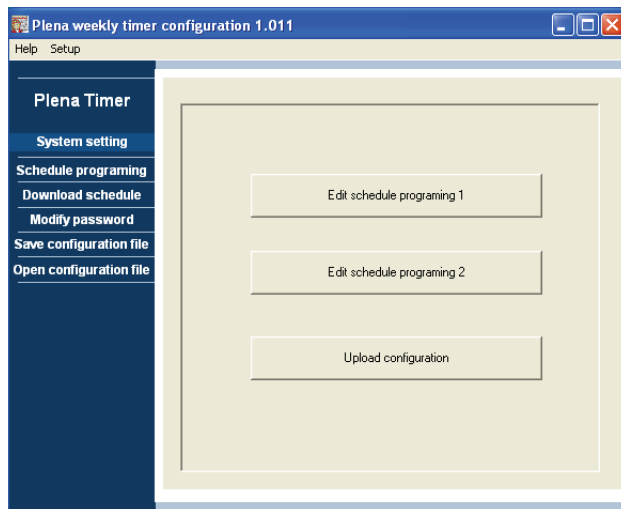 Plena weekly timer configuration 1.011
Help Setup
Plena Timer
System setting
Schedule programing
Download schedule
Modify password
Save configuration file
Open configuration file
Edit schedule programing 1
Edit schedule programing 2
Upload configuration